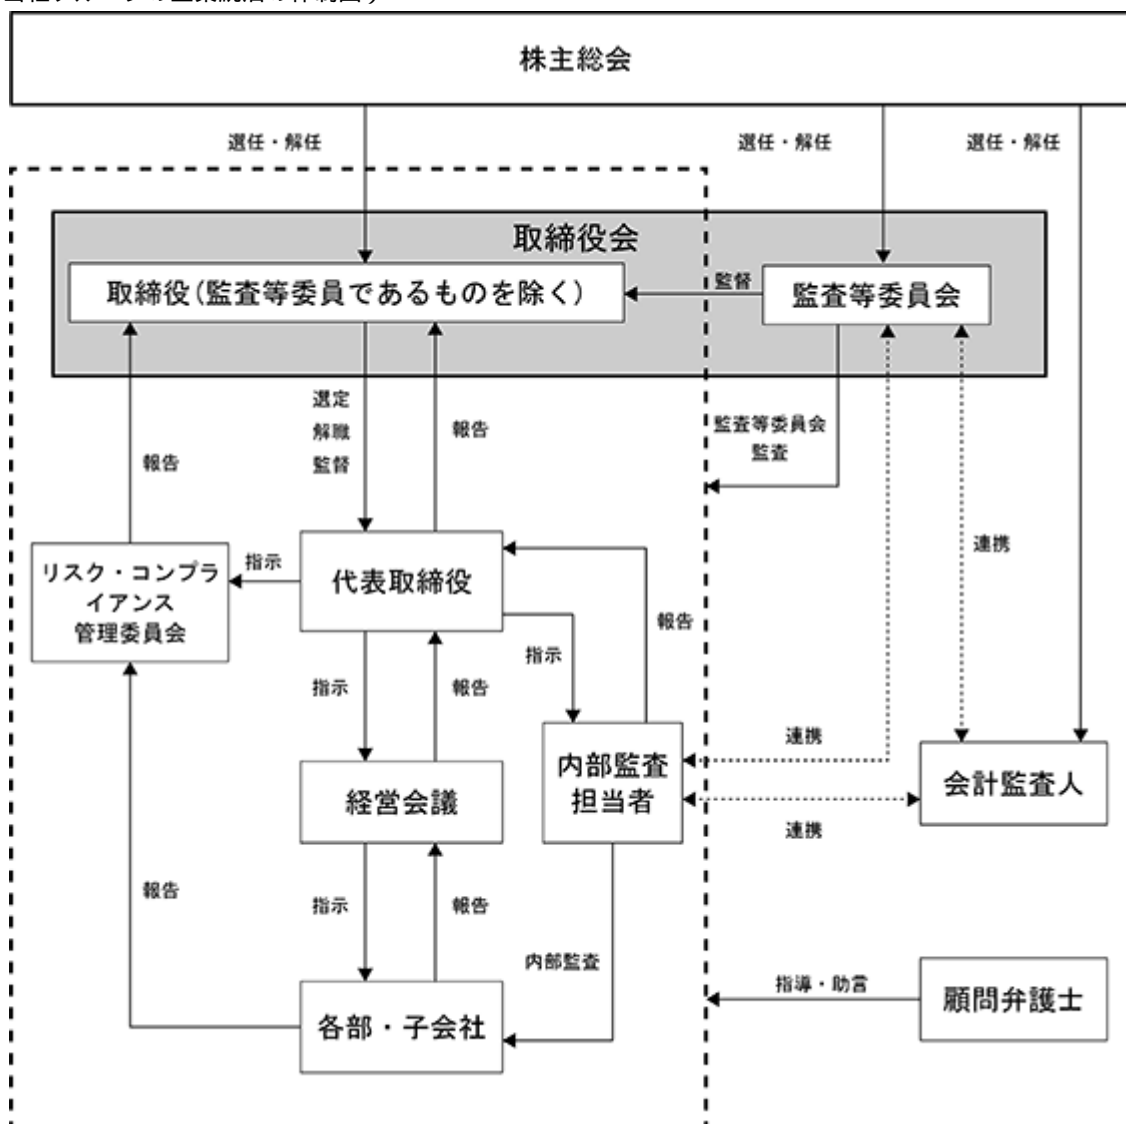 株主総会
選任・解任
選任・解任
選任・解任
取締役会
取締役(監査等委員であるものを除く)
監督
監査等委員会
選定
解職
監督
報告
監査等委員会
監査
報告
連携
リスク・コンプラ
イアンス
管理委員会
指示
代表取締役
報告
指示
指示
報告
連携
内部監査
担当者
会計監査人
経営会議
連携
報告
指示
報告
内部監査
指導・助言
顧問弁護士
各部・子会社